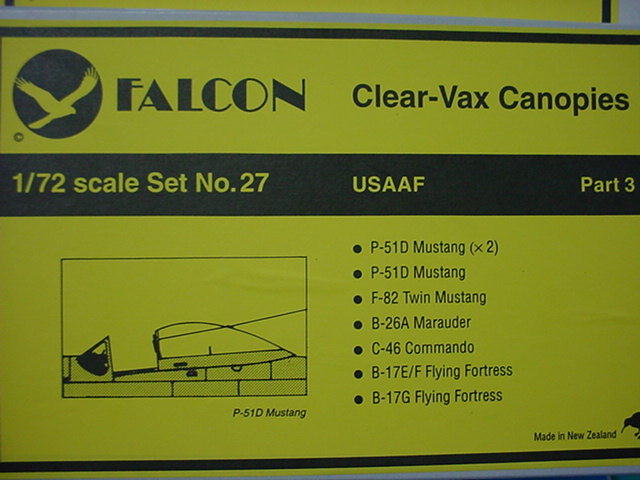 FALCON
Clear-Vax Canopies
©
1/72 scale Set No. 27 USAAF Part 3
• P-51D Mustang (× 2)
• P-51D Mustang
• F-82 Twin Mustang
• B-26A Marauder
• C-46 Commando
• B-17E/F Flying Fortress
• B-17G Flying Fortress
P-51D Mustang
Made in New Zealand